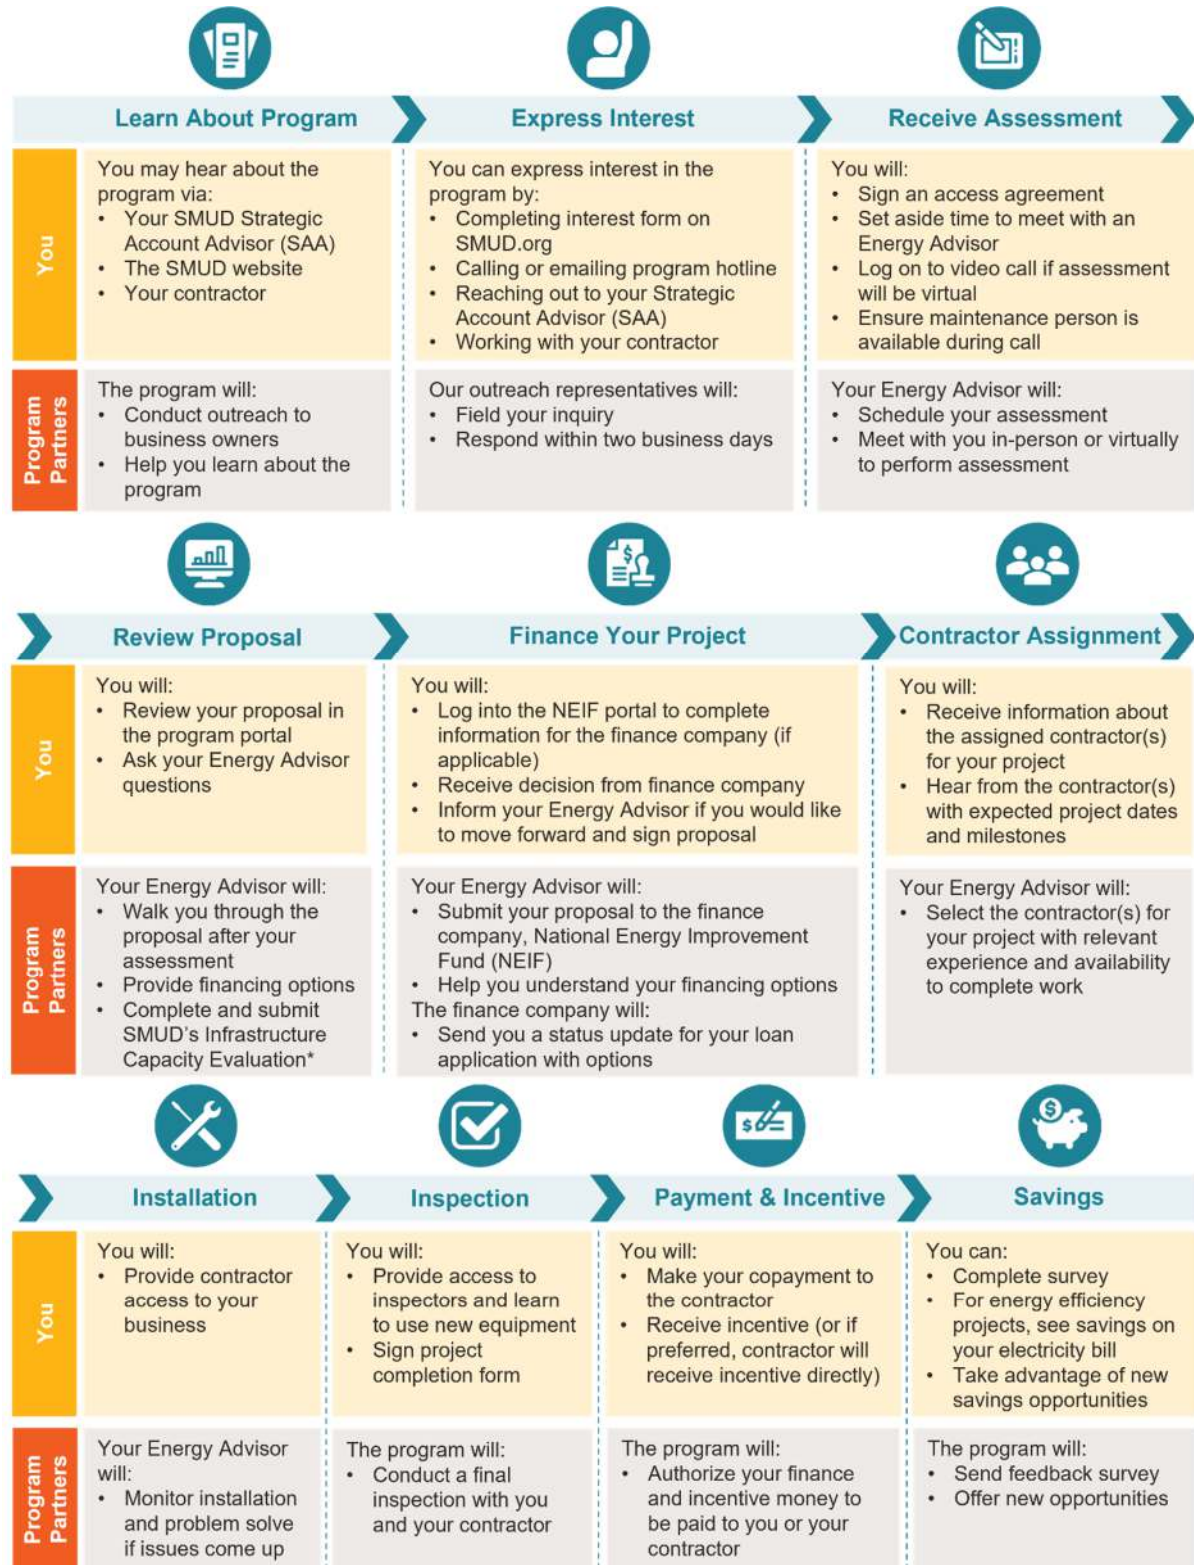 Learn About Program
Express Interest
Receive Assessment
You
You may hear about the
program via:
• Your SMUD Strategic
Account Advisor (SAA)
• The SMUD website
• Your contractor
You can express interest in the
program by:
• Completing interest form on
SMUD.org
• Calling or emailing program hotline
• Reaching out to your Strategic
Account Advisor (SAA)
• Working with your contractor
You will:
• Sign an access agreement
• Set aside time to meet with an
Energy Advisor
• Log on to video call if assessment
will be virtual
• Ensure maintenance person is
available during call
Program
Partners
The program will:
• Conduct outreach to
business owners
• Help you learn about the
program
Our outreach representatives will:
• Field your inquiry
• Respond within two business days
Your Energy Advisor will:
• Schedule your assessment
• Meet with you in-person or virtually
to perform assessment
$
Review Proposal
Finance Your Project
Contractor Assignment
You
You will:
• Review your proposal in
the program portal
• Ask your Energy Advisor
questions
You will:
• Log into the NEIF portal to complete
information for the finance company (if
applicable)
• Receive decision from finance company
• Inform your Energy Advisor if you would like
to move forward and sign proposal
You will:
• Receive information about
the assigned contractor(s)
for your project
• Hear from the contractor(s)
with expected project dates
and milestones
Program
Partners
Your Energy Advisor will:
• Walk you through the
proposal after your
assessment
• Provide financing options
• Complete and submit
SMUD's Infrastructure
Capacity Evaluation*
Your Energy Advisor will:
• Submit your proposal to the finance
company, National Energy Improvement
Fund (NEIF)
• Help you understand your financing options
The finance company will:
• Send you a status update for your loan
application with options
Your Energy Advisor will:
• Select the contractor(s) for
your project with relevant
experience and availability
to complete work
$
$
Installation
Inspection
Payment & Incentive
Savings
You
You will:
• Provide contractor
access to your
business
You will:
• Provide access to
inspectors and learn
to use new equipment
• Sign project
completion form
You will:
• Make your copayment to
the contractor
• Receive incentive (or if
preferred, contractor will
receive incentive directly)
You can:
• Complete survey
• For energy efficiency
projects, see savings on
your electricity bill
• Take advantage of new
savings opportunities
Program
Partners
Your Energy Advisor
will:
• Monitor installation
and problem solve
if issues come up
The program will:
• Conduct a final
inspection with you
and your contractor
The program will:
• Authorize your finance
and incentive money to
be paid to you or your
contractor
The program will:
• Send feedback survey
• Offer new opportunities